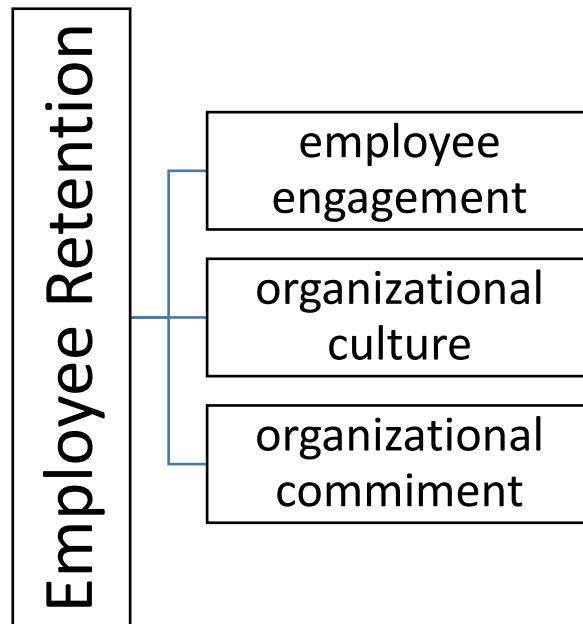 Employee Retention
employee
engagement
organizational
culture
organizational
commiment